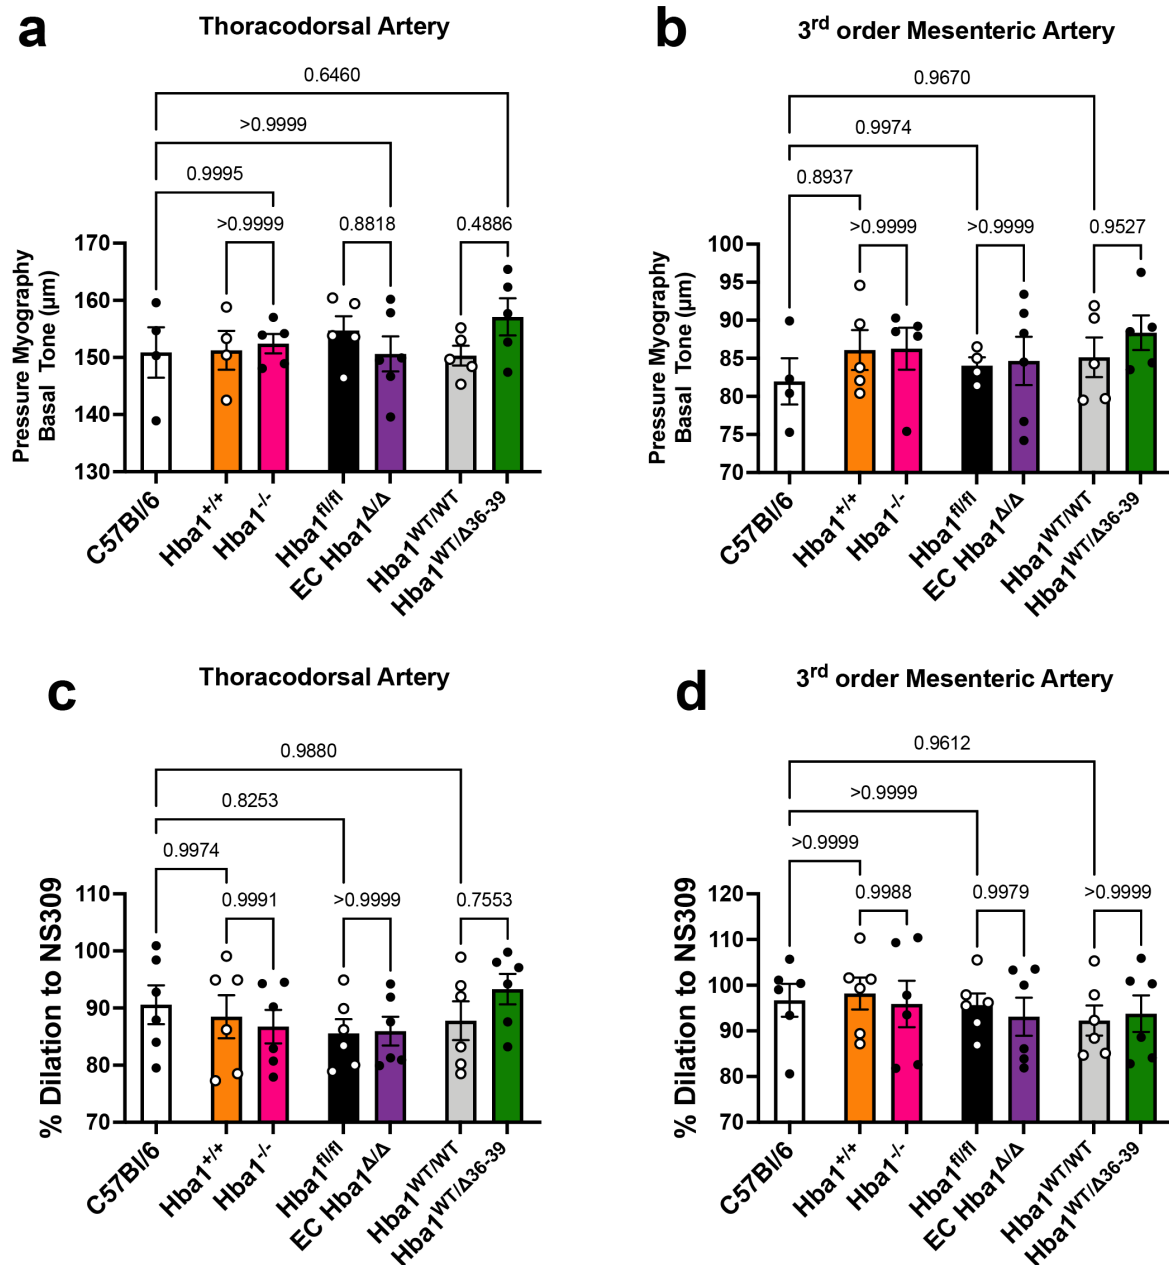 a
Thoracodorsal Artery
0.6460
>0.9999
0.9995
>0.9999
0.8818
0.4886
Pressure Myography
Basal Tone (μm)
170
160
150
140
130
C57Bl/6
Hba1+/+
Hba1-/-
Hba1fl/fl
EC Hba1Δ/Δ
Hba1WT/WT
Hba1WT/Δ36-39
b
3rd order Mesenteric Artery
0.9670
0.9974
0.8937
>0.9999
>0.9999
0.9527
Pressure Myography
Basal Tone (μm)
100
95
90
85
80
75
70
C57Bl/6
Hba1+/+
Hba1-/-
Hba1fl/fl
EC Hba1Δ/Δ
Hba1WT/WT
Hba1WT/Δ36-39
c
Thoracodorsal Artery
0.9880
0.8253
0.9974
0.9991
>0.9999
0.7553
% Dilation to NS309
110
100
90
80
70
C57Bl/6
Hba1+/+
Hba1-/-
Hba1fl/fl
EC Hba1Δ/Δ
Hba1WT/WT
Hba1WT/Δ36-39
d
3rd order Mesenteric Artery
0.9612
>0.9999
>0.9999
0.9988
0.9979
>0.9999
% Dilation to NS309
120
110
100
90
80
70
C57Bl/6
Hba1+/+
Hba1-/-
Hba1fl/fl
EC Hba1Δ/Δ
Hba1WT/WT
Hba1WT/Δ36-39